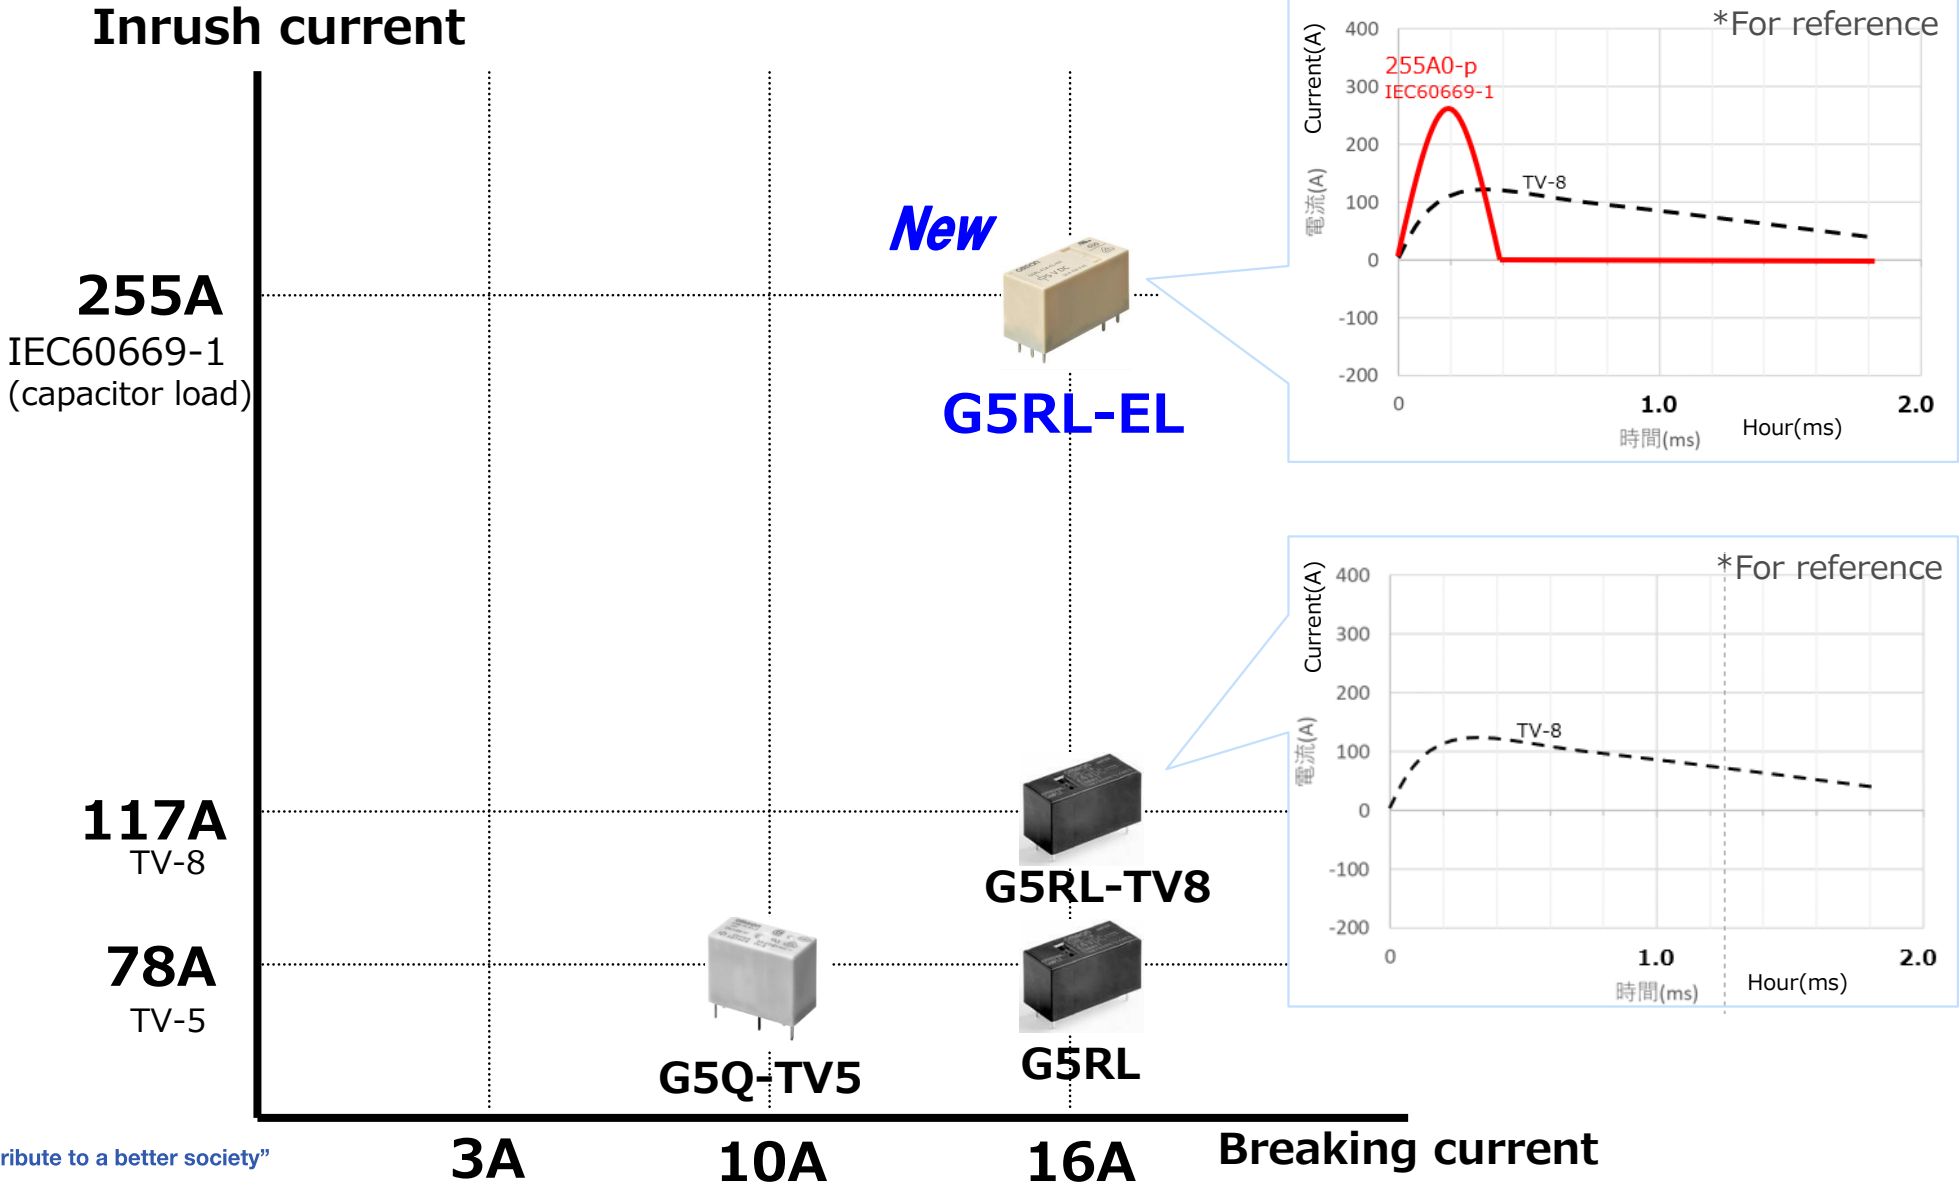 Inrush current
255A
IEC60669-1
(capacitor load)
117A
TV-8
78A
TV-5
New
G5RL-EL
G5RL-TV8
G5Q-TV5
G5RL
3A
10A
16A
Breaking current
ribute to a better society”
*For reference
Current(A)
電流(A)
400
300
200
100
0
-100
-200
255A0-p
IEC60669-1
TV-8
0
1.0
2.0
時間(ms)
Hour(ms)
*For reference
Current(A)
電流(A)
400
300
200
100
0
-100
-200
TV-8
0
1.0
2.0
時間(ms)
Hour(ms)